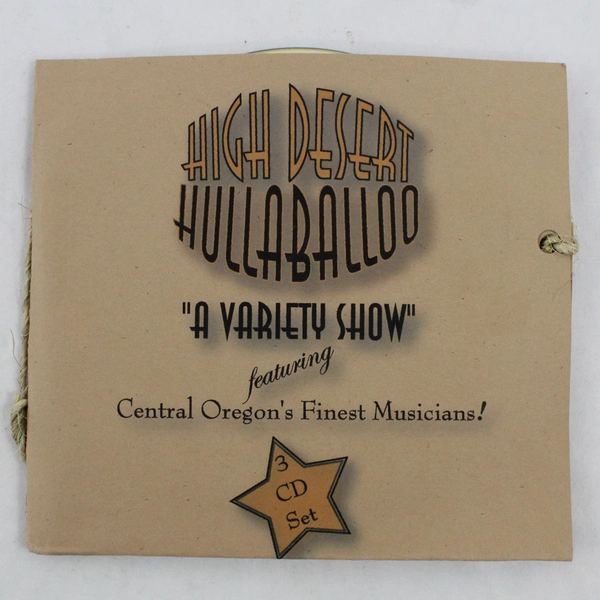 HIGH DESERT
HULLABALLOO
"A VARIETY SHOW"
featuring
Central Oregon's Finest Musicians!
3
CD
Set